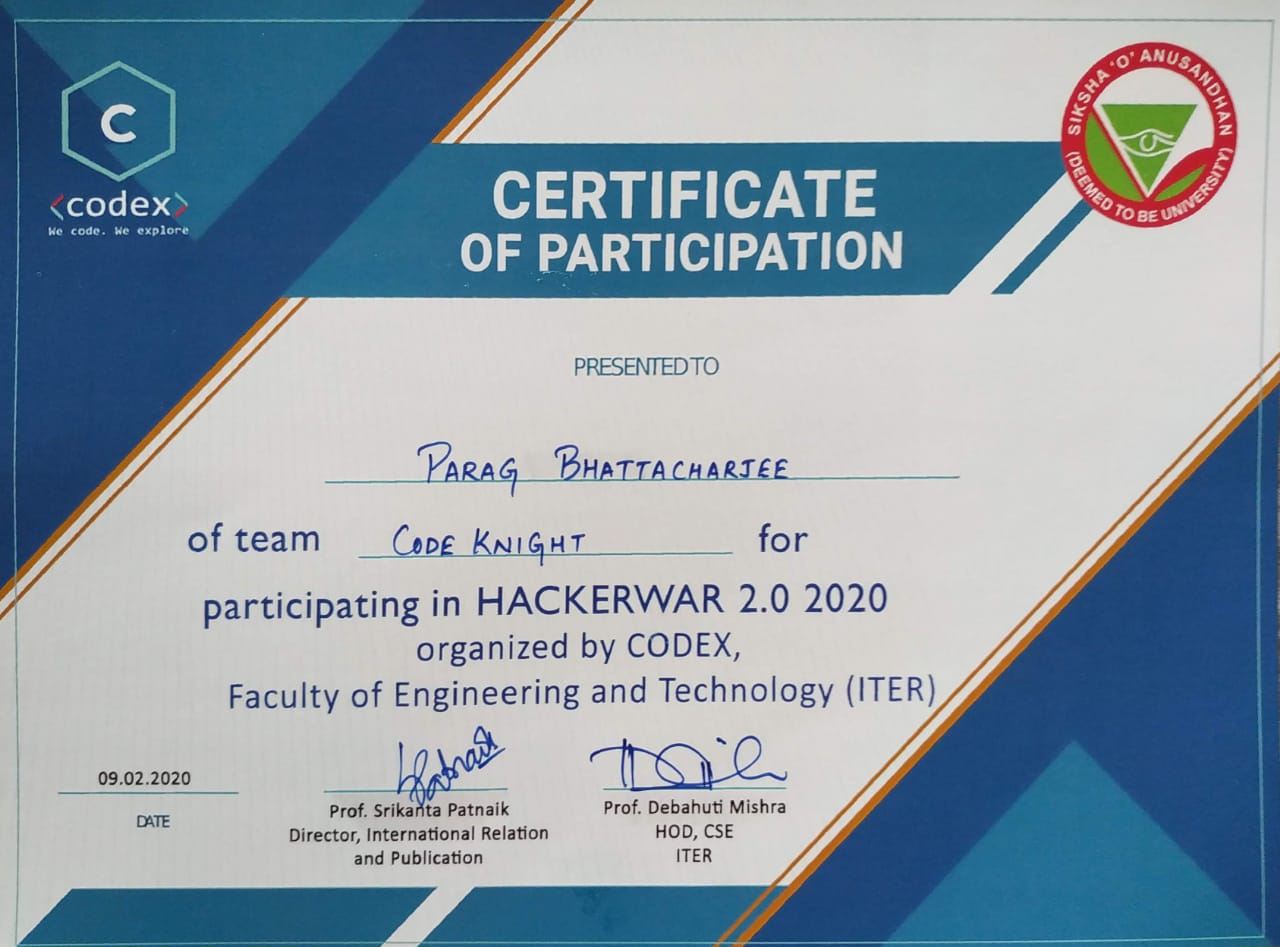 C
<codex>
We code. We explore
SIKSHA 'O' ANUSANDHAN
(DEEMED TO BE UNIVERSITY)
CERTIFICATE
OF PARTICIPATION
PRESENTED TO
PARAG BHATTACHARJEE
of team CODE KNIGHT for
participating in HACKERWAR 2.0 2020
organized by CODEX,
Faculty of Engineering and Technology (ITER)
09.02.2020
DATE
Prof. Srikanta Patnaik
Director, International Relation
and Publication
Prof. Debahuti Mishra
HOD, CSE
ITER